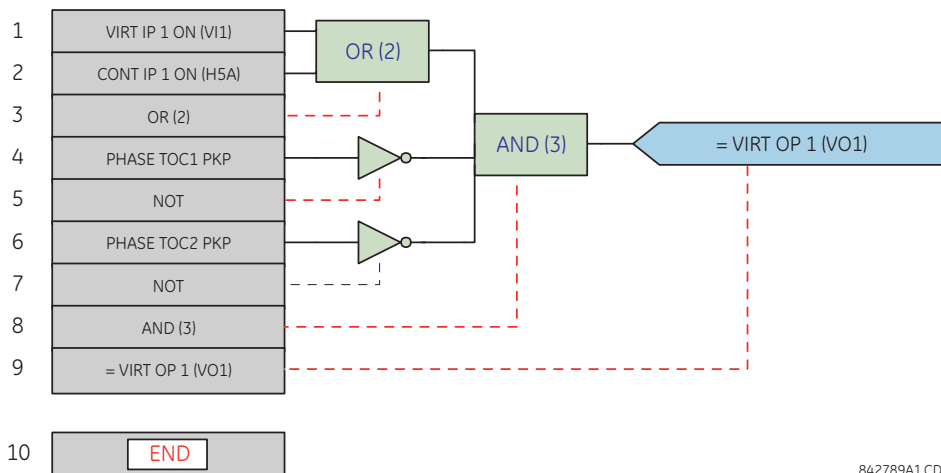 1 VIRT IP 1 ON (VI1)
OR (2)
2 CONT IP 1 ON (H5A)
3 OR (2)
4 PHASE TOC1 PKP
AND (3)
= VIRT OP 1 (VO1)
5 NOT
6 PHASE TOC2 PKP
7 NOT
8 AND (3)
9 = VIRT OP 1 (VO1)
10 END
842789A1.CD